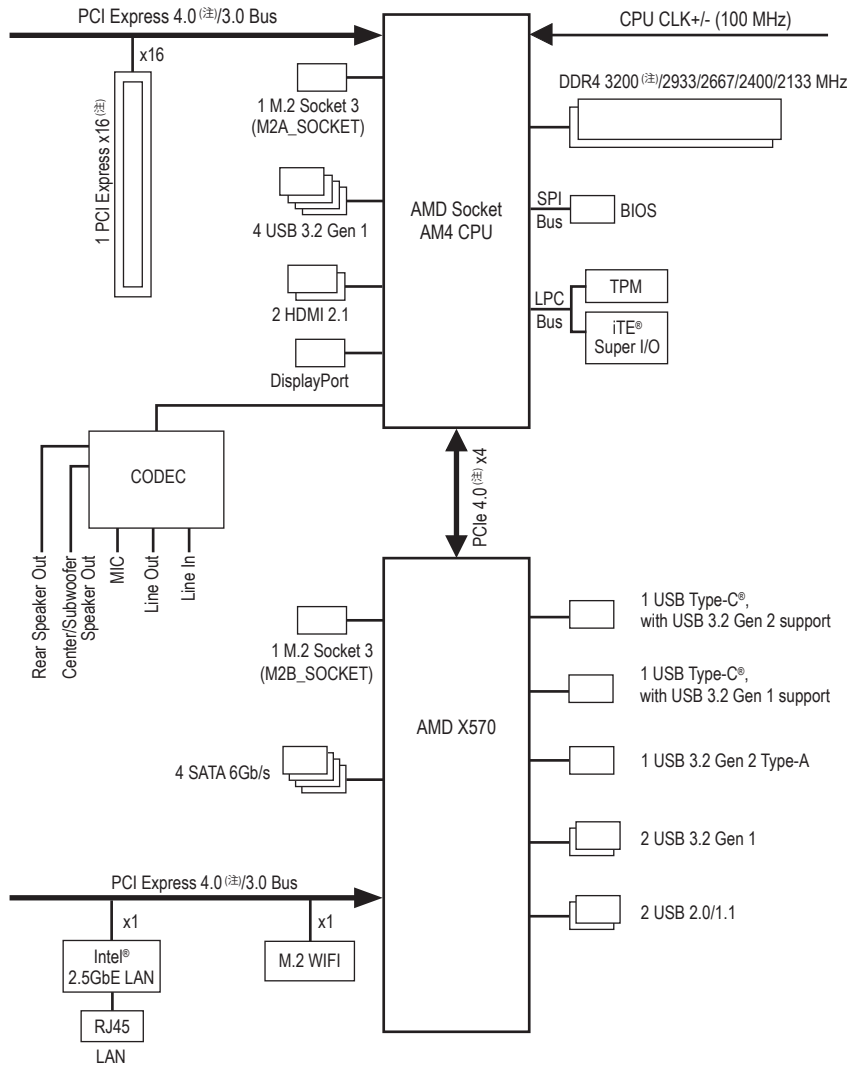 PCI Express 4.0 (注)/3.0 Bus
x16
1 PCI Express x16 (注)
CPU CLK+/- (100 MHz)
DDR4 3200 (注)/2933/2667/2400/2133 MHz
1 M.2 Socket 3
(M2A_SOCKET)
4 USB 3.2 Gen 1
2 HDMI 2.1
DisplayPort
AMD Socket
AM4 CPU
SPI
Bus
BIOS
LPC
Bus
TPM
iTE®
Super I/O
CODEC
Rear Speaker Out
Center/Subwoofer
Speaker Out
MIC
Line Out
Line In
PCIe 4.0 (注) x4
1 M.2 Socket 3
(M2B_SOCKET)
4 SATA 6Gb/s
AMD X570
1 USB Type-C®,
with USB 3.2 Gen 2 support
1 USB Type-C®,
with USB 3.2 Gen 1 support
1 USB 3.2 Gen 2 Type-A
2 USB 3.2 Gen 1
2 USB 2.0/1.1
PCI Express 4.0 (注)/3.0 Bus
x1
x1
Intel®
2.5GbE LAN
M.2 WIFI
RJ45
LAN